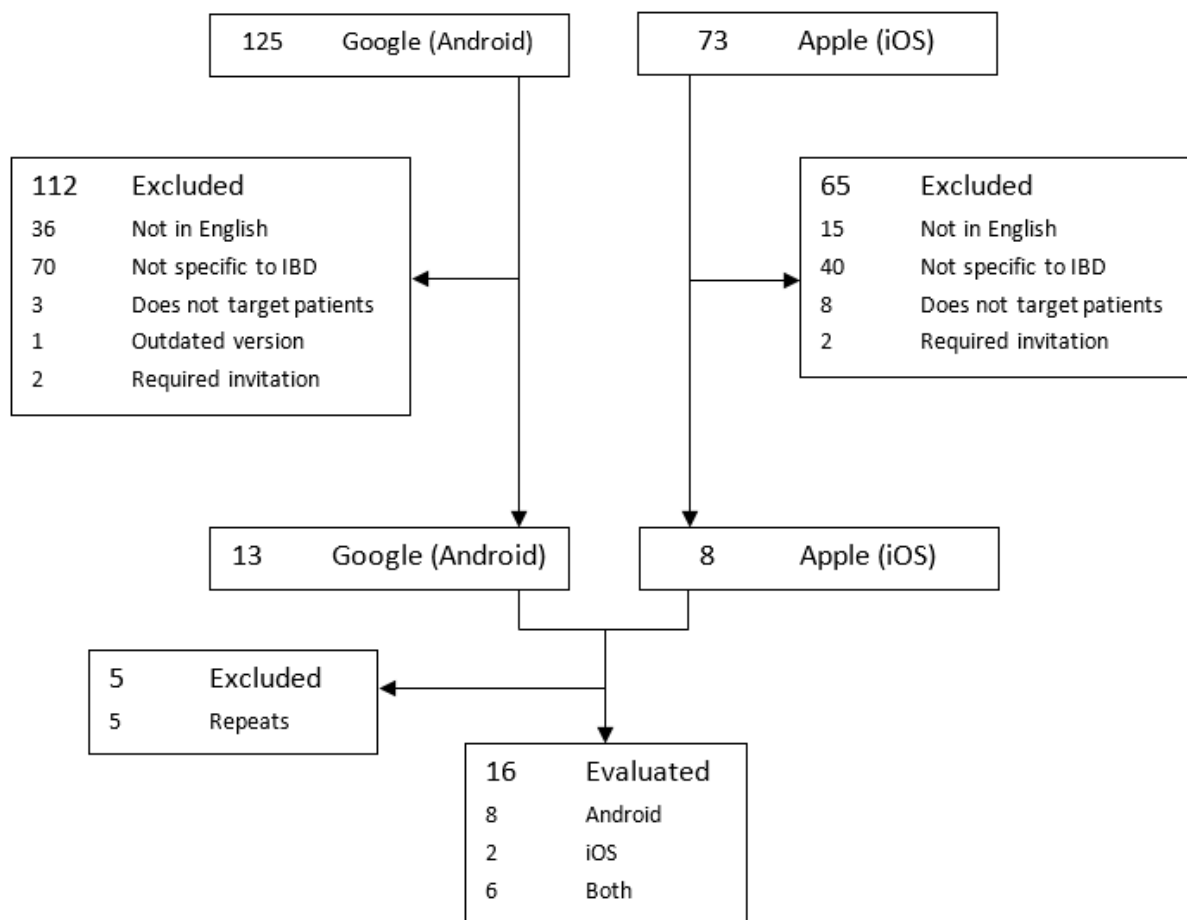 125 Google (Android)
73 Apple (iOS)
112 Excluded
36 Not in English
70 Not specific to IBD
3 Does not target patients
1 Outdated version
2 Required invitation
65 Excluded
15 Not in English
40 Not specific to IBD
8 Does not target patients
2 Required invitation
13 Google (Android)
8 Apple (iOS)
5 Excluded
5 Repeats
16 Evaluated
8 Android
2 iOS
6 Both